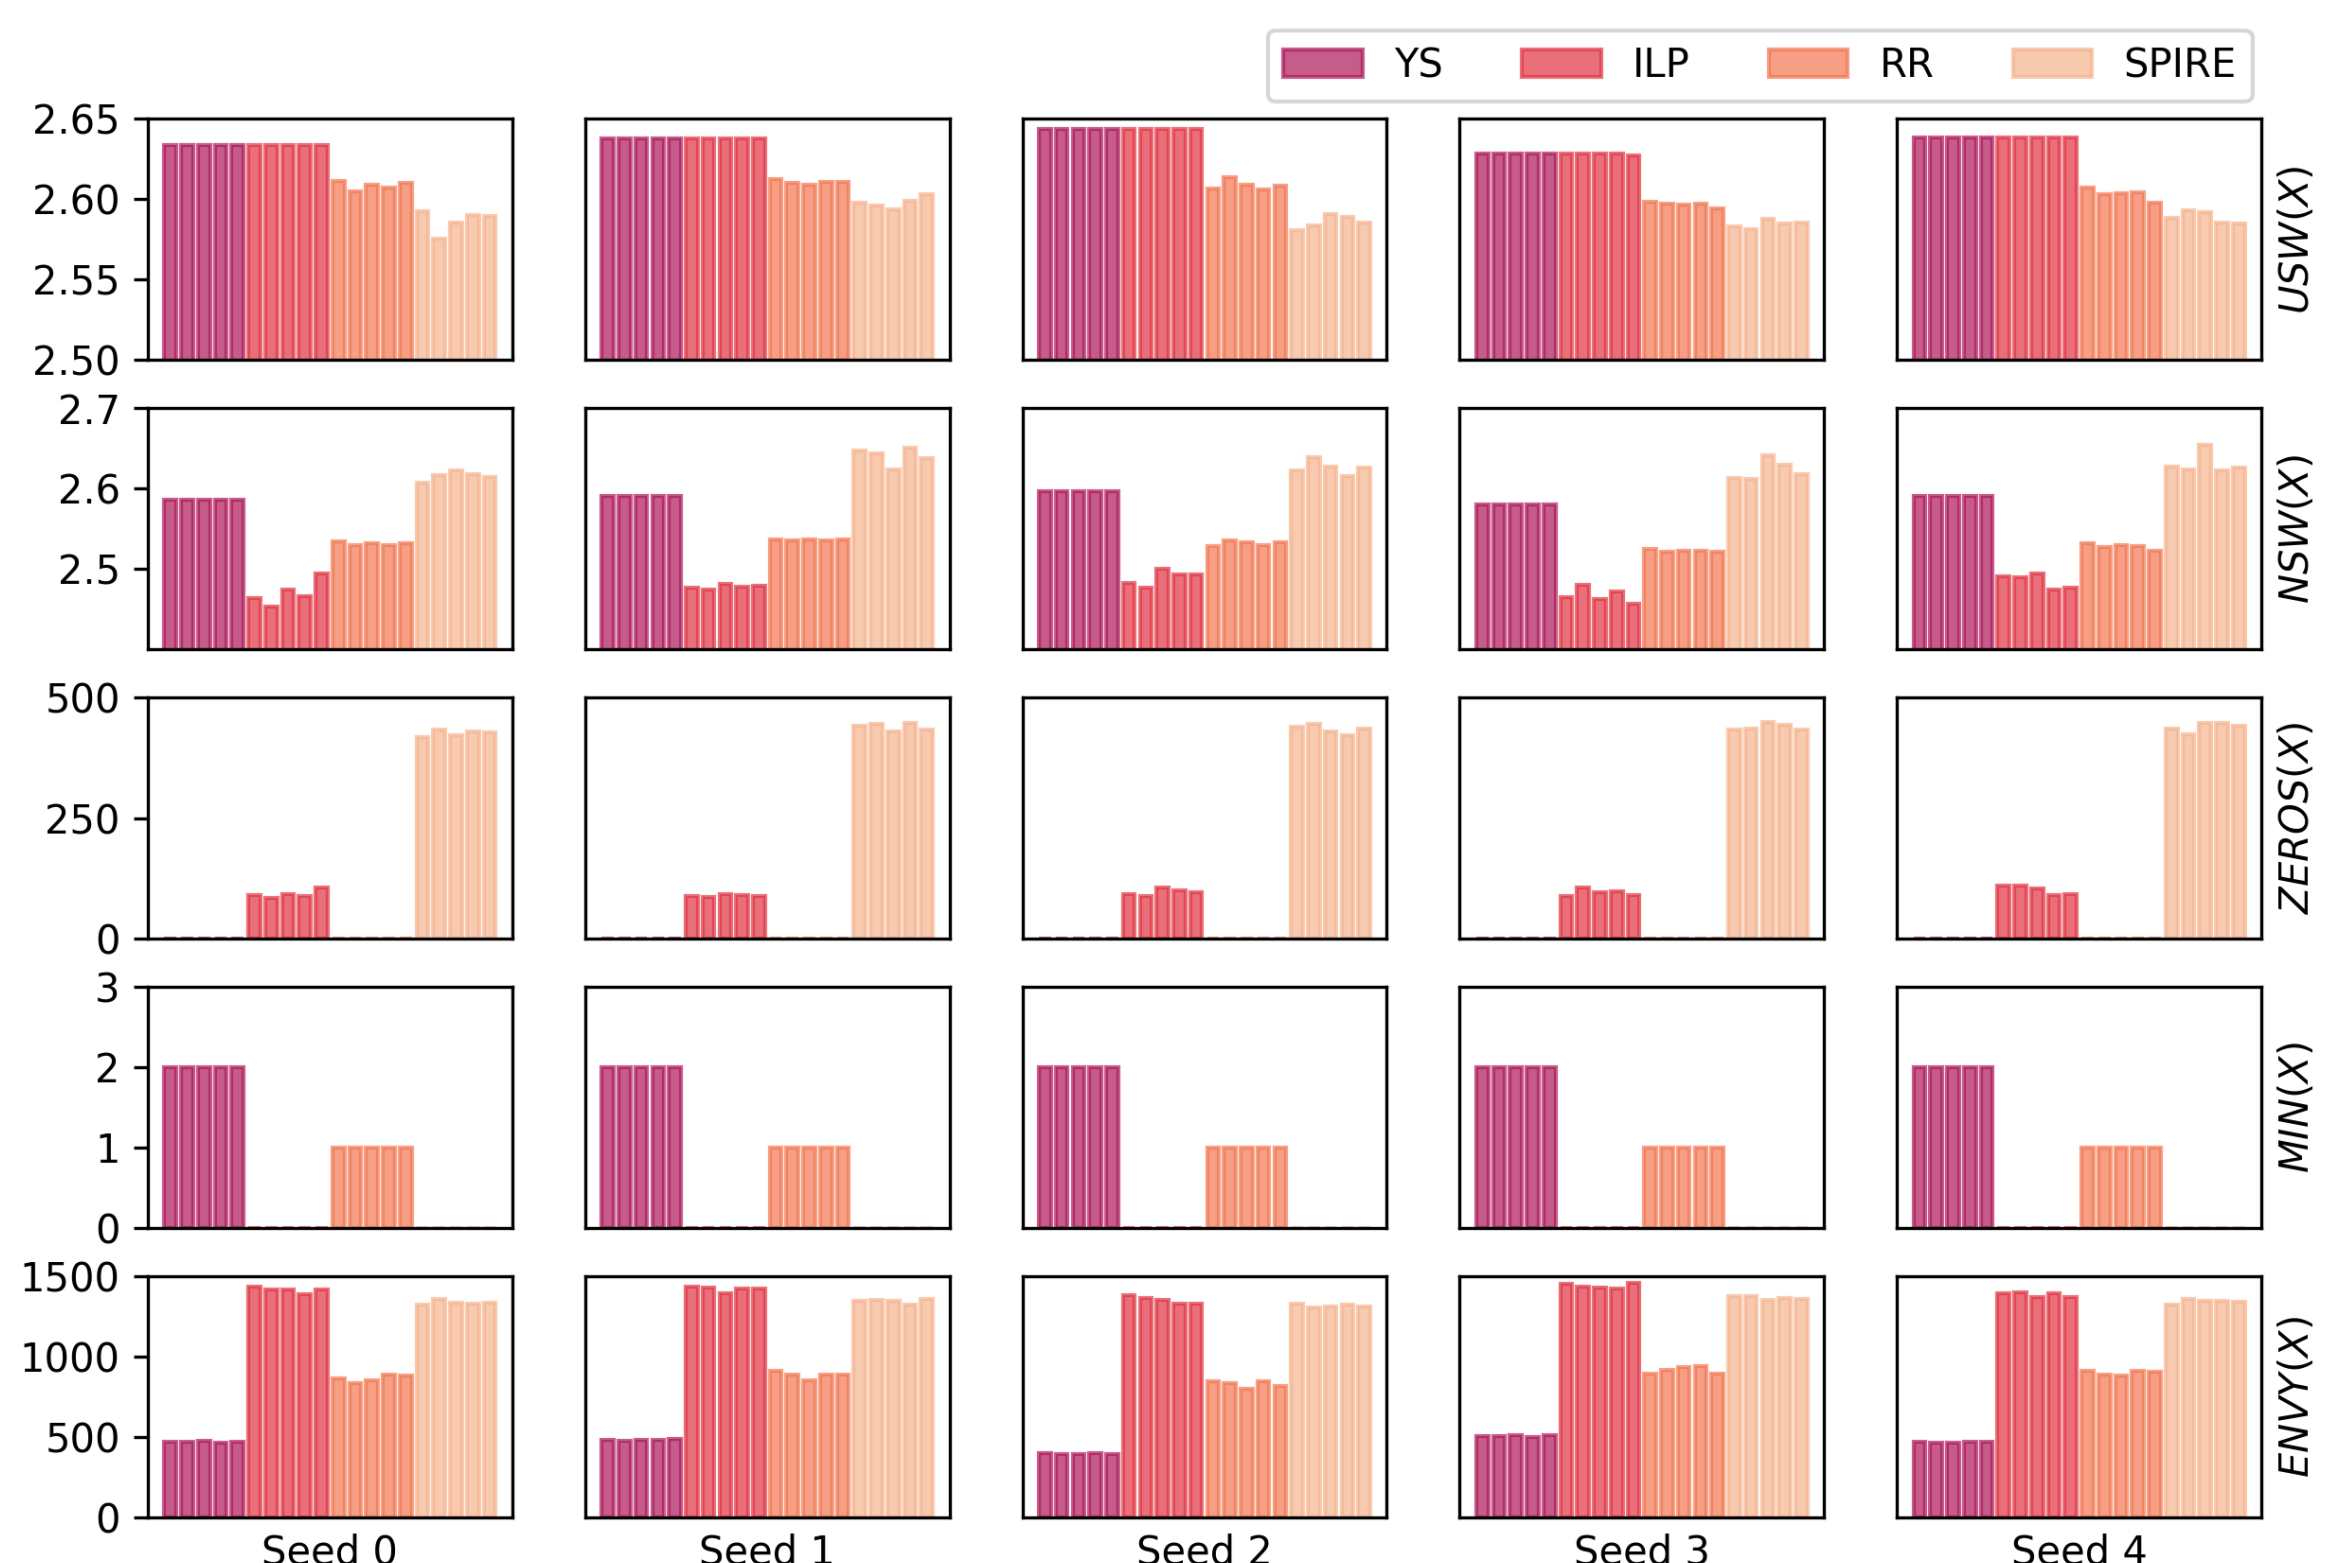 YS ILP RR SPIRE
2.65
2.60
2.55
2.50
USW(X)
2.7
2.6
2.5
NSW(X)
500
250
0
ZEROS(X)
3
2
1
0
MIN(X)
1500
1000
500
0
ENVY(X)
Seed 0 Seed 1 Seed 2 Seed 3 Seed 4